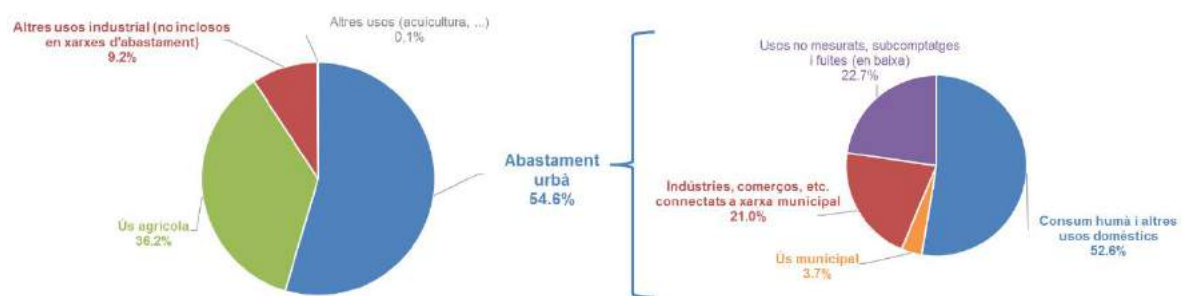 Altres usos industrial (no inclosos
en xarxes d'abastament)
9.2%
Altres usos (acuicultura, ...)
0.1%
Abastament
urbà
54.6%
Ús agrícola
36.2%
Usos no mesurats, subcomptatges
i fuites (en baixa)
22.7%
Indústries, comerços, etc.
connectats a xarxa municipal
21.0%
Ús municipal
3.7%
Consum humà i altres
usos domèstics
52.6%